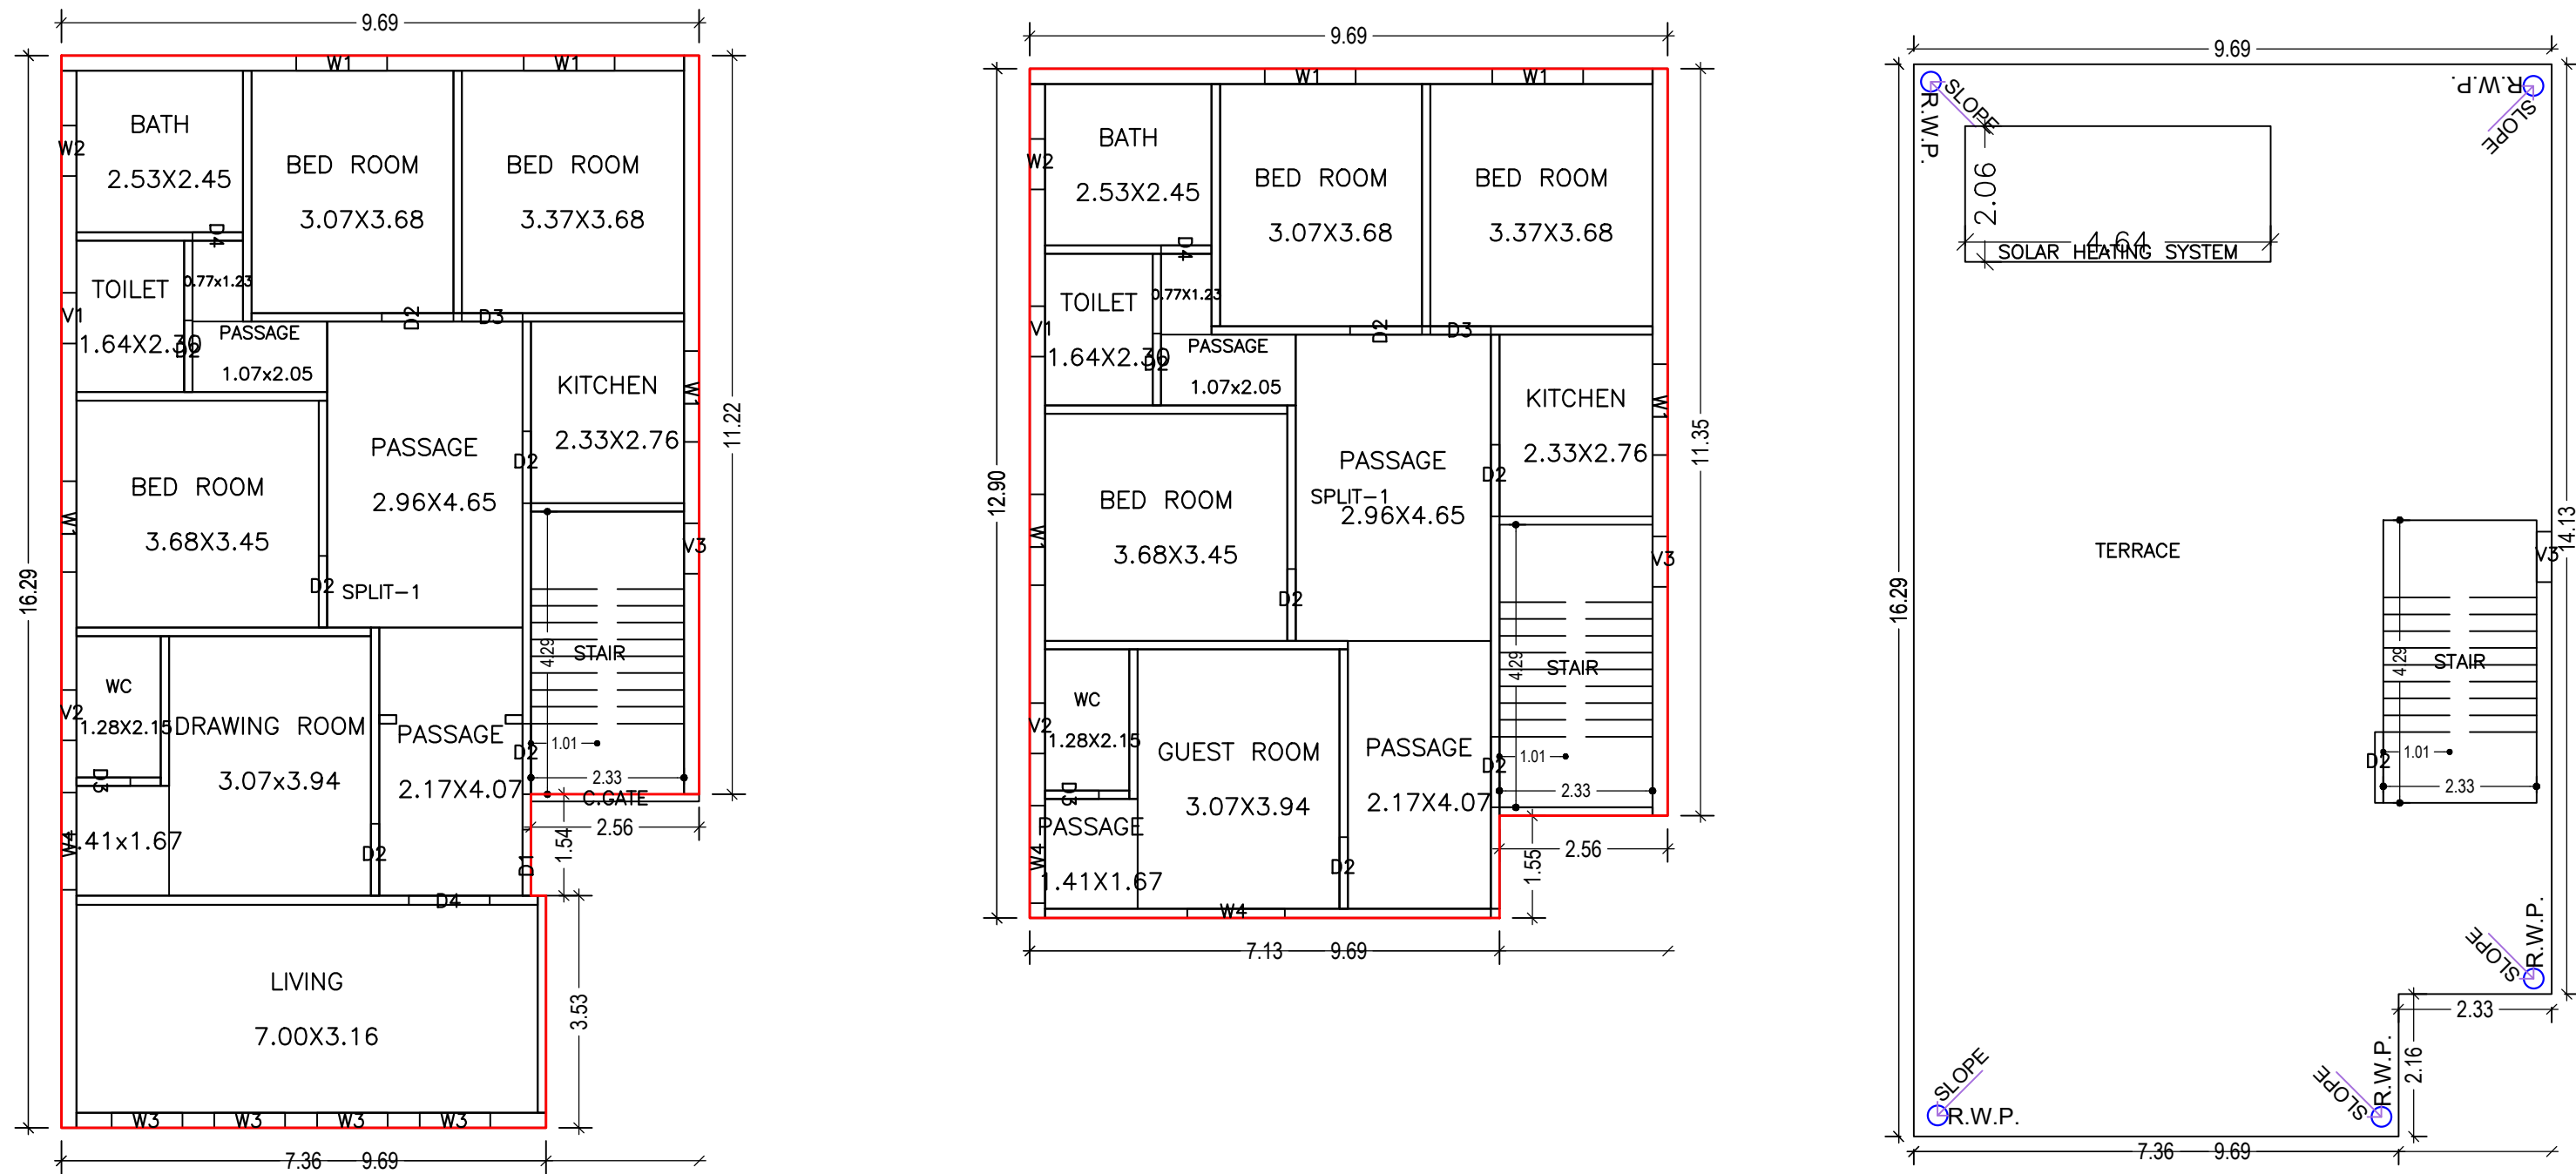 9.69
W1
W1
BATH
W2
2.53X2.45
BED ROOM
3.07X3.68
BED ROOM
3.37X3.68
D4
TOILET
0.77x1.23
V1
1.64X2.30
D2
PASSAGE
1.07x2.05
D2
D3
KITCHEN
2.33X2.76
W1
11.22
PASSAGE
2.96X4.65
D2
BED ROOM
3.68X3.45
W1
D2
SPLIT-1
V3
16.29
4.29
STAIR
WC
V2
1.28X2.15
DRAWING ROOM
3.07x3.94
PASSAGE
2.17X4.07
D2
1.01
2.33
C.GATE
2.56
D3
W4
.41x1.67
D2
D1
1.54
D4
LIVING
7.00X3.16
3.53
W3
W3
W3
W3
7.36
9.69
9.69
W1
W1
BATH
W2
2.53X2.45
BED ROOM
3.07X3.68
BED ROOM
3.37X3.68
D4
TOILET
0.77X1.23
V1
1.64X2.30
D2
PASSAGE
1.07x2.05
D2
D3
KITCHEN
2.33X2.76
W1
11.35
12.90
PASSAGE
SPLIT-1
2.96X4.65
D2
BED ROOM
3.68X3.45
W1
D2
V3
4.29
STAIR
WC
V2
1.28X2.15
GUEST ROOM
3.07X3.94
PASSAGE
2.17X4.07
D2
1.01
2.33
D3
PASSAGE
W4
1.41X1.67
D2
2.56
1.55
W4
7.13
9.69
9.69
SLOPE
R.W.P.
R.W.P.
SLOPE
2.06
4.64
SOLAR HEATING SYSTEM
TERRACE
14.13
V3
16.29
4.29
STAIR
D2
1.01
2.33
R.W.P.
SLOPE
2.33
2.16
SLOPE
R.W.P.
SLOPE
R.W.P.
7.36
9.69